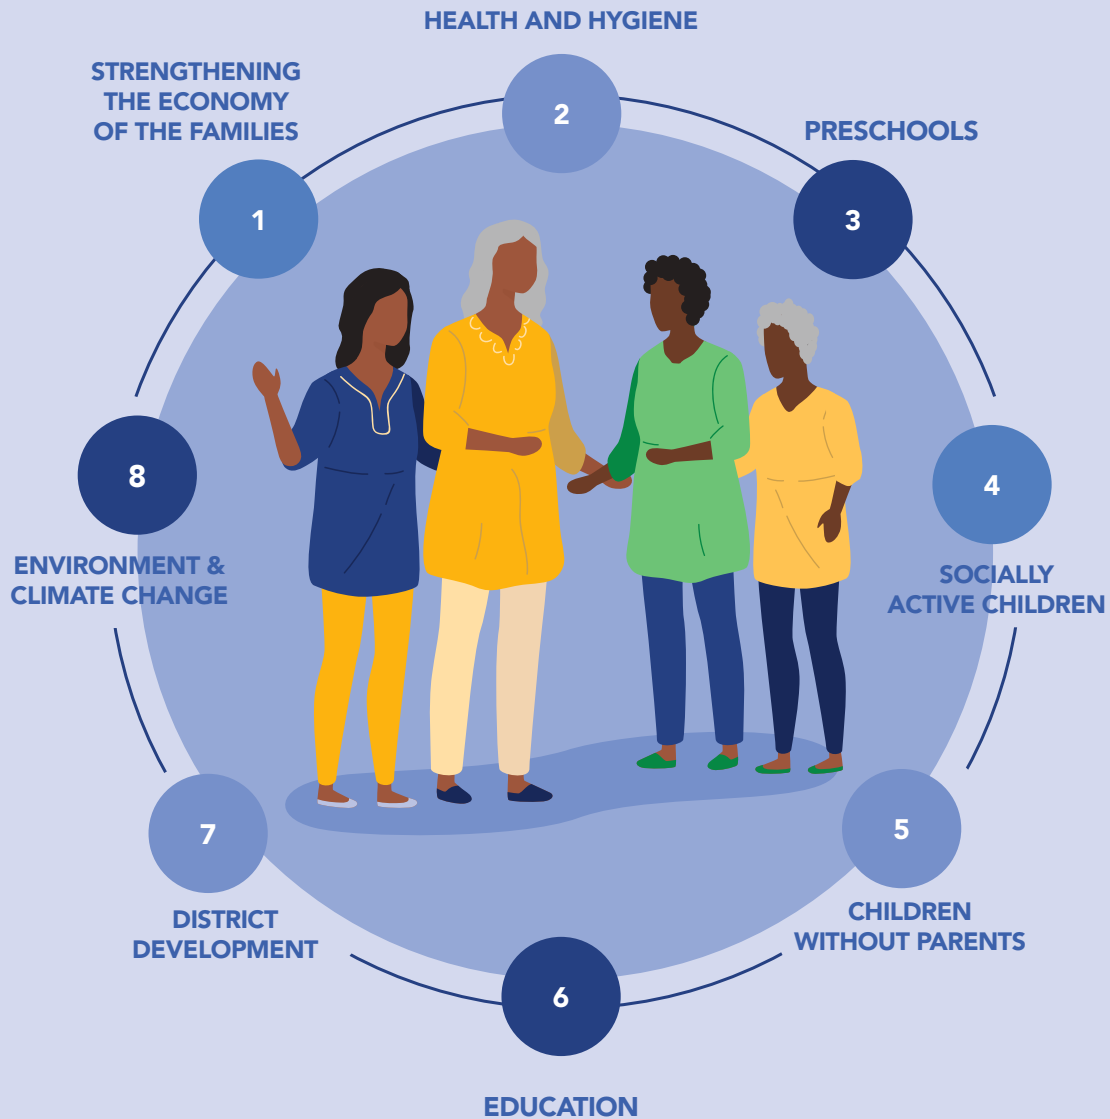 1
STRENGTHENING
THE ECONOMY
OF THE FAMILIES
2
HEALTH AND HYGIENE
3
PRESCHOOLS
4
SOCIALLY
ACTIVE CHILDREN
5
CHILDREN
WITHOUT PARENTS
6
EDUCATION
7
DISTRICT
DEVELOPMENT
8
ENVIRONMENT &
CLIMATE CHANGE